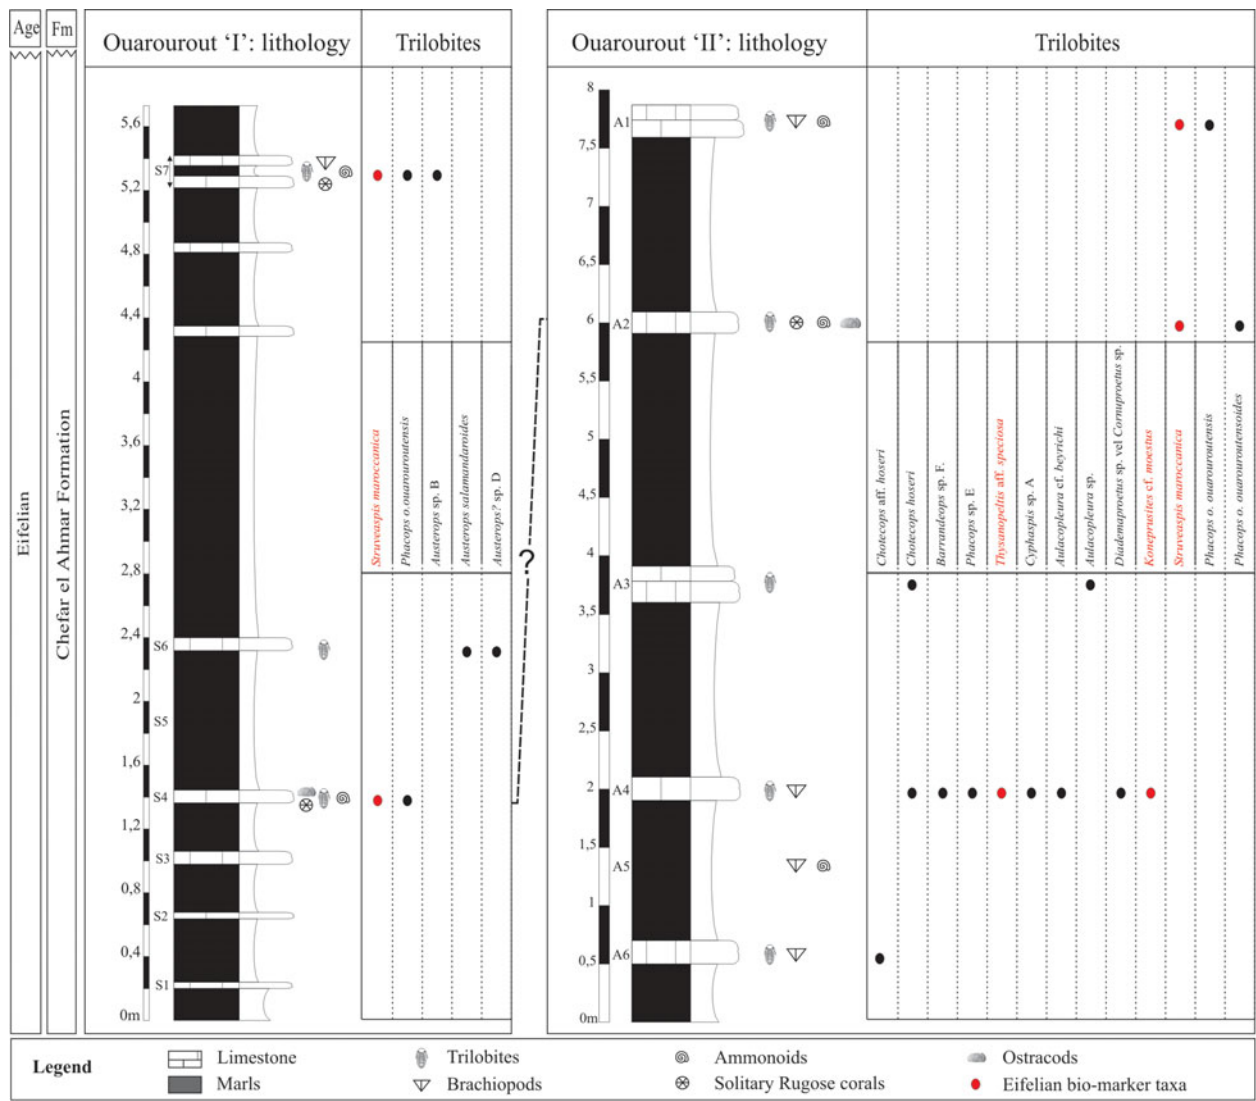 Age
Fm
Ouarourout ‘I’: lithology
Trilobites
Ouarourout ‘II’: lithology
Trilobites
Eifelian
Chefar el Ahmar Formation
5,6
5,2
4,8
4,4
4
3,6
3,2
2,8
2,4
2
1,6
1,2
0,8
0,4
0m
S7
S6
S5
S4
S3
S2
S1
Struveaspis maroccanica
Phacops o.ouarouroutensis
Austerops sp. B
Austerops salamandaroides
Austerops? sp. D
?
8
7,5
7
6,5
6
5,5
5
4,5
4
3,5
3
2,5
2
1,5
1
0,5
0m
A1
A2
A3
A4
A5
A6
Chotecops aff. hoseri
Chotecops hoseri
Barrandeops sp. F.
Phacops sp. E
Thysanopeltis aff. speciosa
Cyphaspis sp. A
Aulacopleura cf. beyrichi
Aulacopleura sp.
Diademaproetus sp. vel Cornuproetus sp.
Koneprusites cf. moestus
Struveaspis maroccanica
Phacops o. ouarouroutensis
Phacops o. ouarouroutensoides
Legend
Limestone
Trilobites
Ammonoids
Ostracods
Marls
Brachiopods
Solitary Rugose corals
Eifelian bio-marker taxa